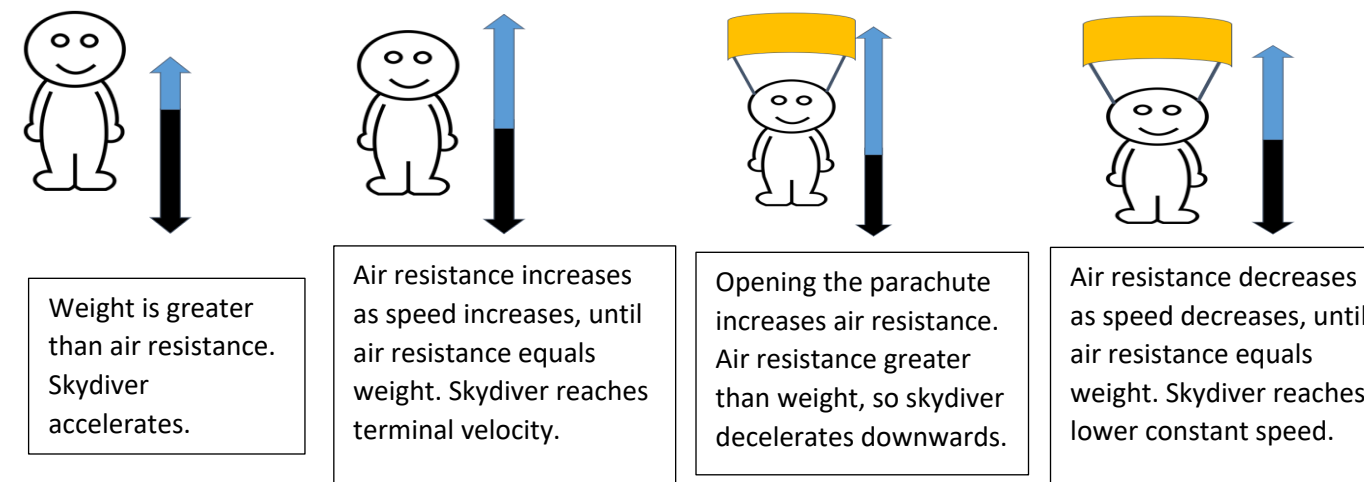 Weight is greater
than air resistance.
Skydiver
accelerates.
Air resistance increases
as speed increases, until
air resistance equals
weight. Skydiver reaches
terminal velocity.
Opening the parachute
increases air resistance.
Air resistance greater
than weight, so skydiver
decelerates downwards.
Air resistance decreases
as speed decreases, until
air resistance equals
weight. Skydiver reaches
lower constant speed.